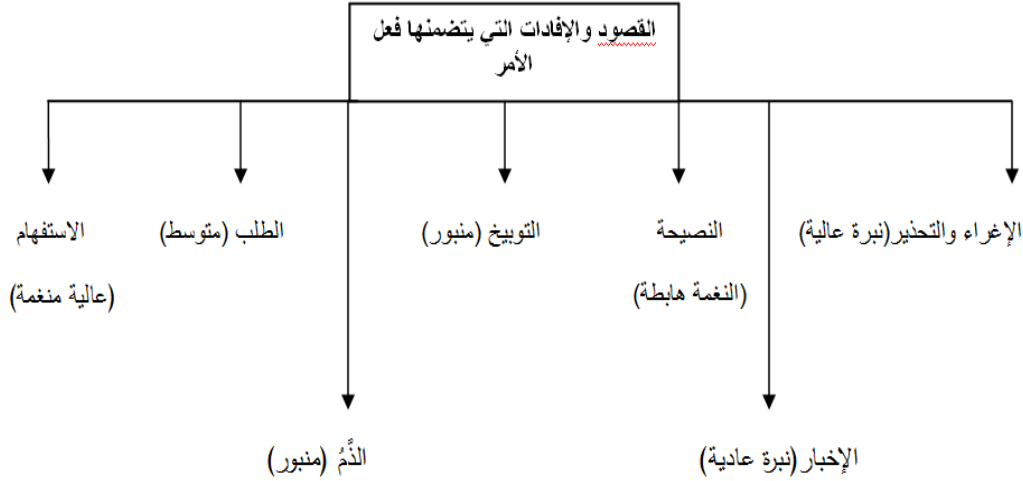 القصود والإفادات التي يتضمنها فعل
الأمر
الإغراء والتحذير(نبرة عالية)
النصيحة
(النغمة هابطة)
التوبيخ (منبور)
الطلب (متوسط)
الاستفهام
(عالية منغمة)
الإخبار(نبرة عادية)
الذَّمُ (منبور)